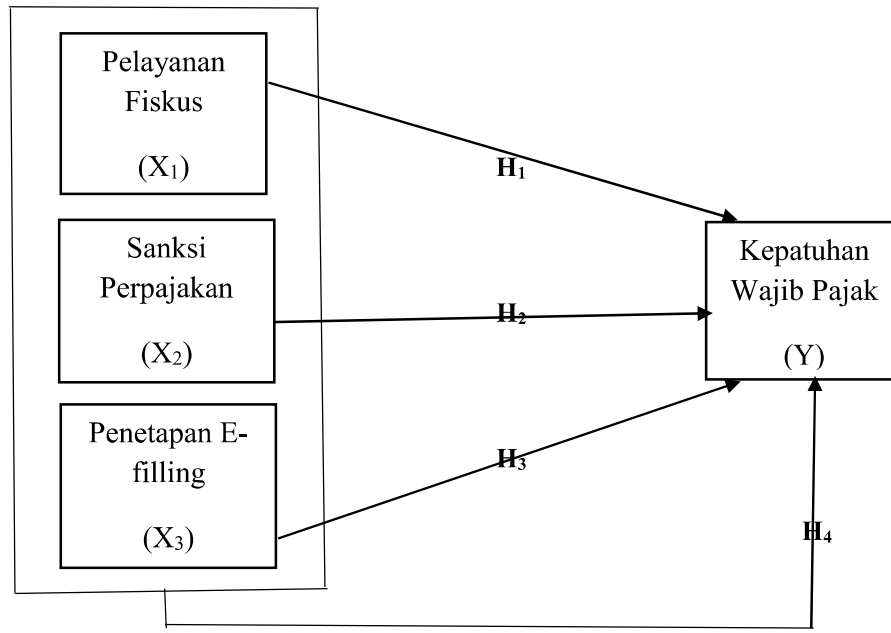 Pelayanan
Fiskus
(X₁)
H₁
Sanksi
Perpajakan
(X₂)
H₂
Kepatuhan
Wajib Pajak
(Y)
Penetapan E-
filling
(X₃)
H₃
H₄